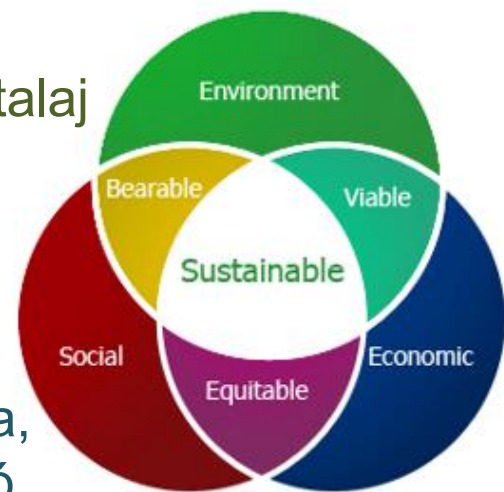 talaj
Environment
Bearable
Viable
Sustainable
Social
Economic
Equitable